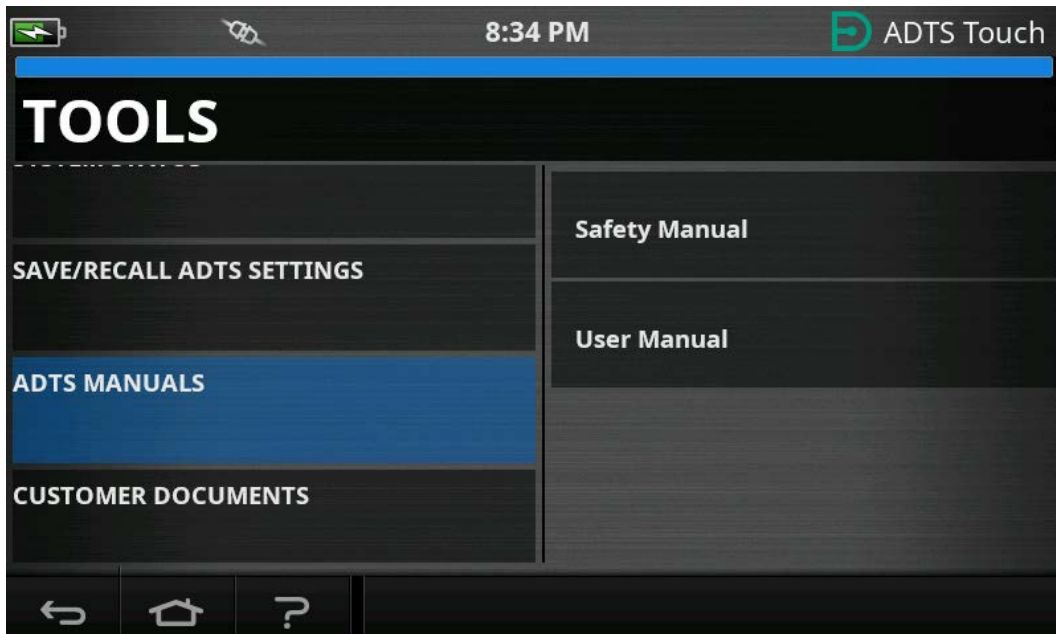 8:34 PM
ADTS Touch
TOOLS
SAVE/RECALL ADTS SETTINGS
ADTS MANUALS
CUSTOMER DOCUMENTS
Safety Manual
User Manual